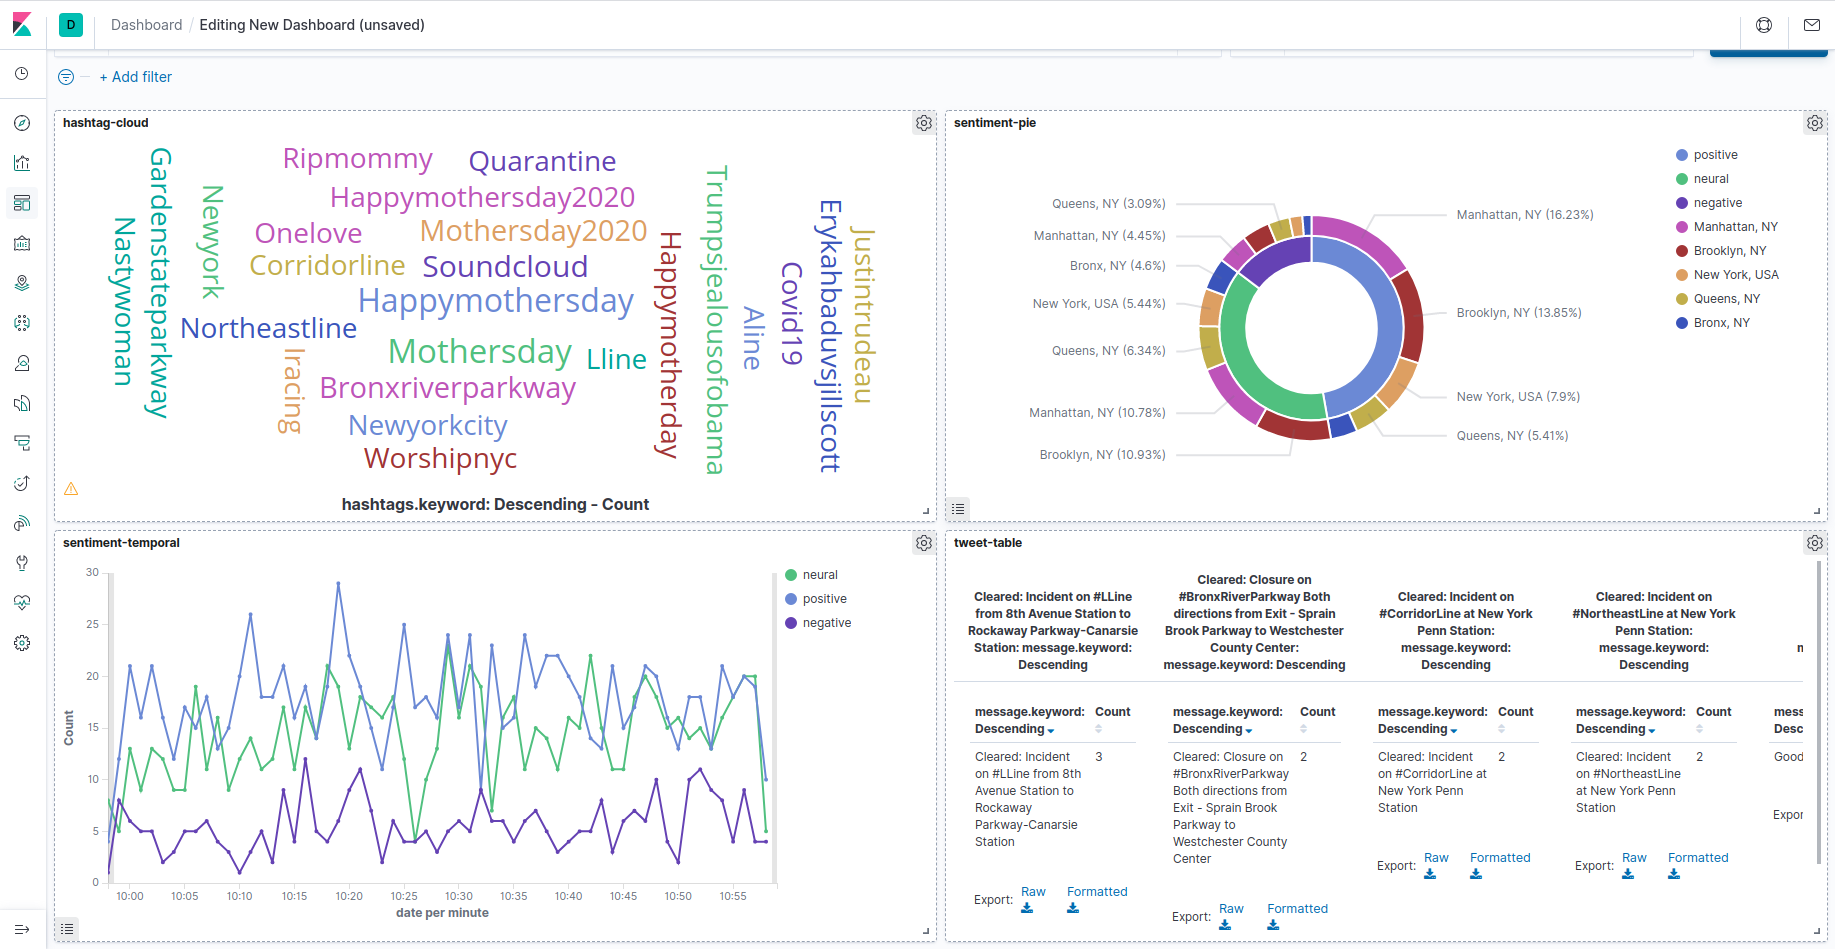 D Dashboard / Editing New Dashboard (unsaved)
+ Add filter
hashtag-cloud
Gardenstateparkway
Nastywoman
Newyork
Ripmommy
Quarantine
Happymothersday2020
Onelove
Mothersday2020
Corridorline
Soundcloud
Happymothersday
Northeastline
Mothersday
Lline
Iracing
Bronxriverparkway
Newyorkcity
Worshipnyc
Happymotherday
Trumpsjealousofobama
Aline
Covid19
Erykahbaduvsjillscott
Justintrudeau
hashtags.keyword: Descending - Count
sentiment-pie
Queens, NY (3.09%)
Manhattan, NY (4.45%)
Bronx, NY (4.6%)
New York, USA (5.44%)
Queens, NY (6.34%)
Manhattan, NY (10.78%)
Brooklyn, NY (10.93%)
Manhattan, NY (16.23%)
Brooklyn, NY (13.85%)
New York, USA (7.9%)
Queens, NY (5.41%)
positive
neural
negative
Manhattan, NY
Brooklyn, NY
New York, USA
Queens, NY
Bronx, NY
sentiment-temporal
Count
30
25
20
15
10
5
0
10:00 10:05 10:10 10:15 10:20 10:25 10:30 10:35 10:40 10:45 10:50 10:55
date per minute
neural
positive
negative
tweet-table
Cleared: Incident on #LLine
from 8th Avenue Station to
Rockaway Parkway-Canarsie
Station: message.keyword:
Descending
message.keyword: Count
Descending
Cleared: Incident 3
on #LLine from 8th
Avenue Station to
Rockaway
Parkway-Canarsie
Station
Export: Raw Formatted
Cleared: Closure on
#BronxRiverParkway Both
directions from Exit - Sprain
Brook Parkway to Westchester
County Center:
message.keyword: Descending
message.keyword: Count
Descending
Cleared: Closure on 2
#BronxRiverParkway
Both directions from
Exit - Sprain Brook
Parkway to
Westchester County
Center
Export: Raw Formatted
Cleared: Incident on
#CorridorLine at New York
Penn Station:
message.keyword:
Descending
message.keyword: Count
Descending
Cleared: Incident 2
on #CorridorLine at
New York Penn
Station
Export: Raw Formatted
Cleared: Incident on
#NortheastLine at New York
Penn Station:
message.keyword:
Descending
message.keyword: Count
Descending
Cleared: Incident 2
on #NortheastLine
at New York Penn
Station
Export: Raw Formatted
mess
Desc
Good
Expor